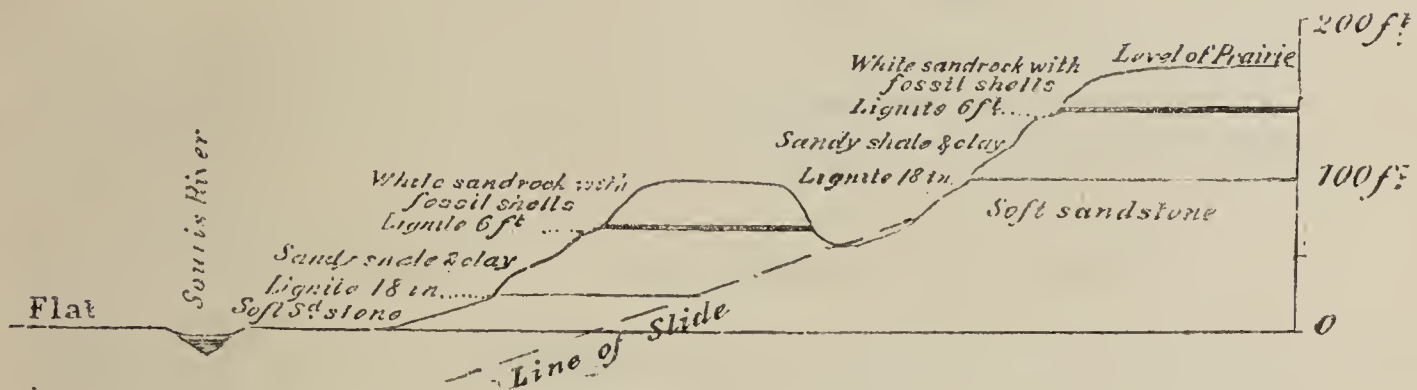 200 ft
Level of Prairie
White sandrock with
fossil shells
Lignite 6 ft
Sandy shale & clay
Lignite 18 in.
Soft sandstone
100 ft
White sandrock with
fossil shells
Lignite 6 ft
Sandy shale & clay
Lignite 18 in.
Soft Sd stone
Souris River
Flat
Line of Slide
0